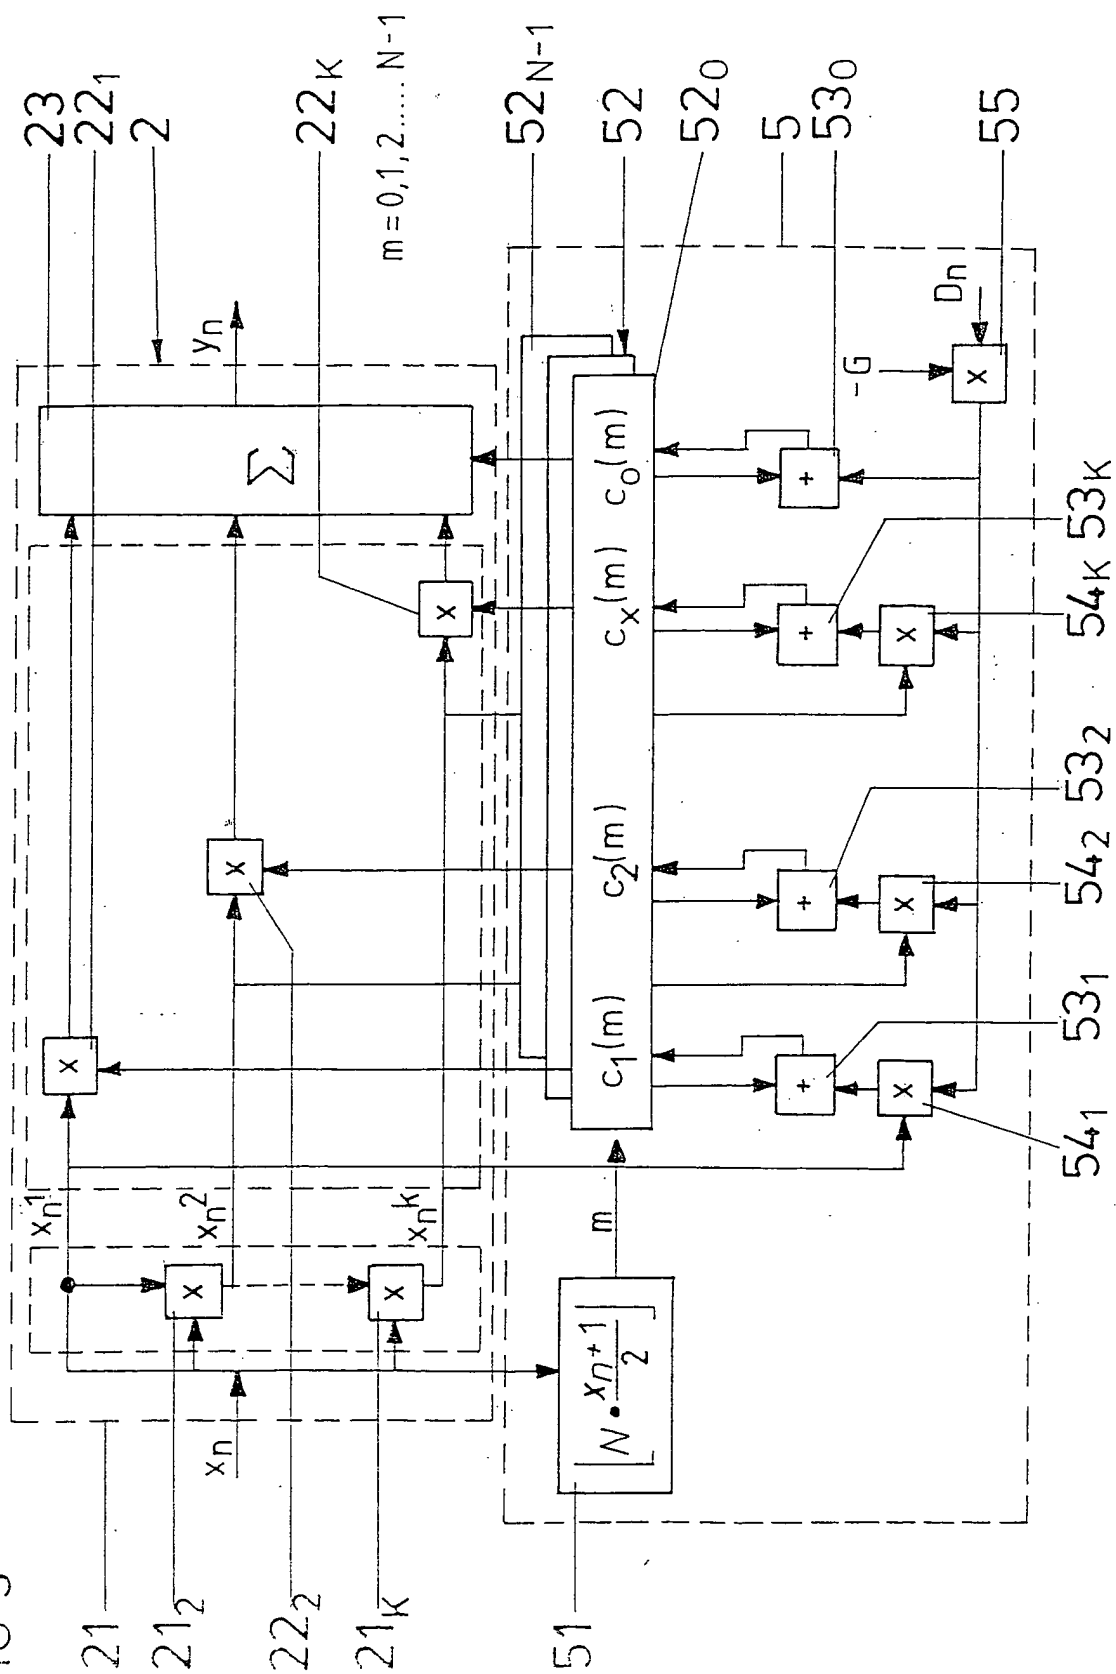 23
22₁
2
22K
m = 0,1,2..... N-1
52N-1
52
52₀
5
53₀
55
yₙ
Σ
-G
Dₙ
X
c₀(m)
+
X
cₓ(m)
+
X
53K
54K
X
c₂(m)
+
X
53₂
54₂
X
c₁(m)
+
X
53₁
54₁
xₙ¹
xₙ²
xₙᵏ
X
X
m
[N • xₙ+1 / 2]
xₙ
21
21₂
22₂
21K
51